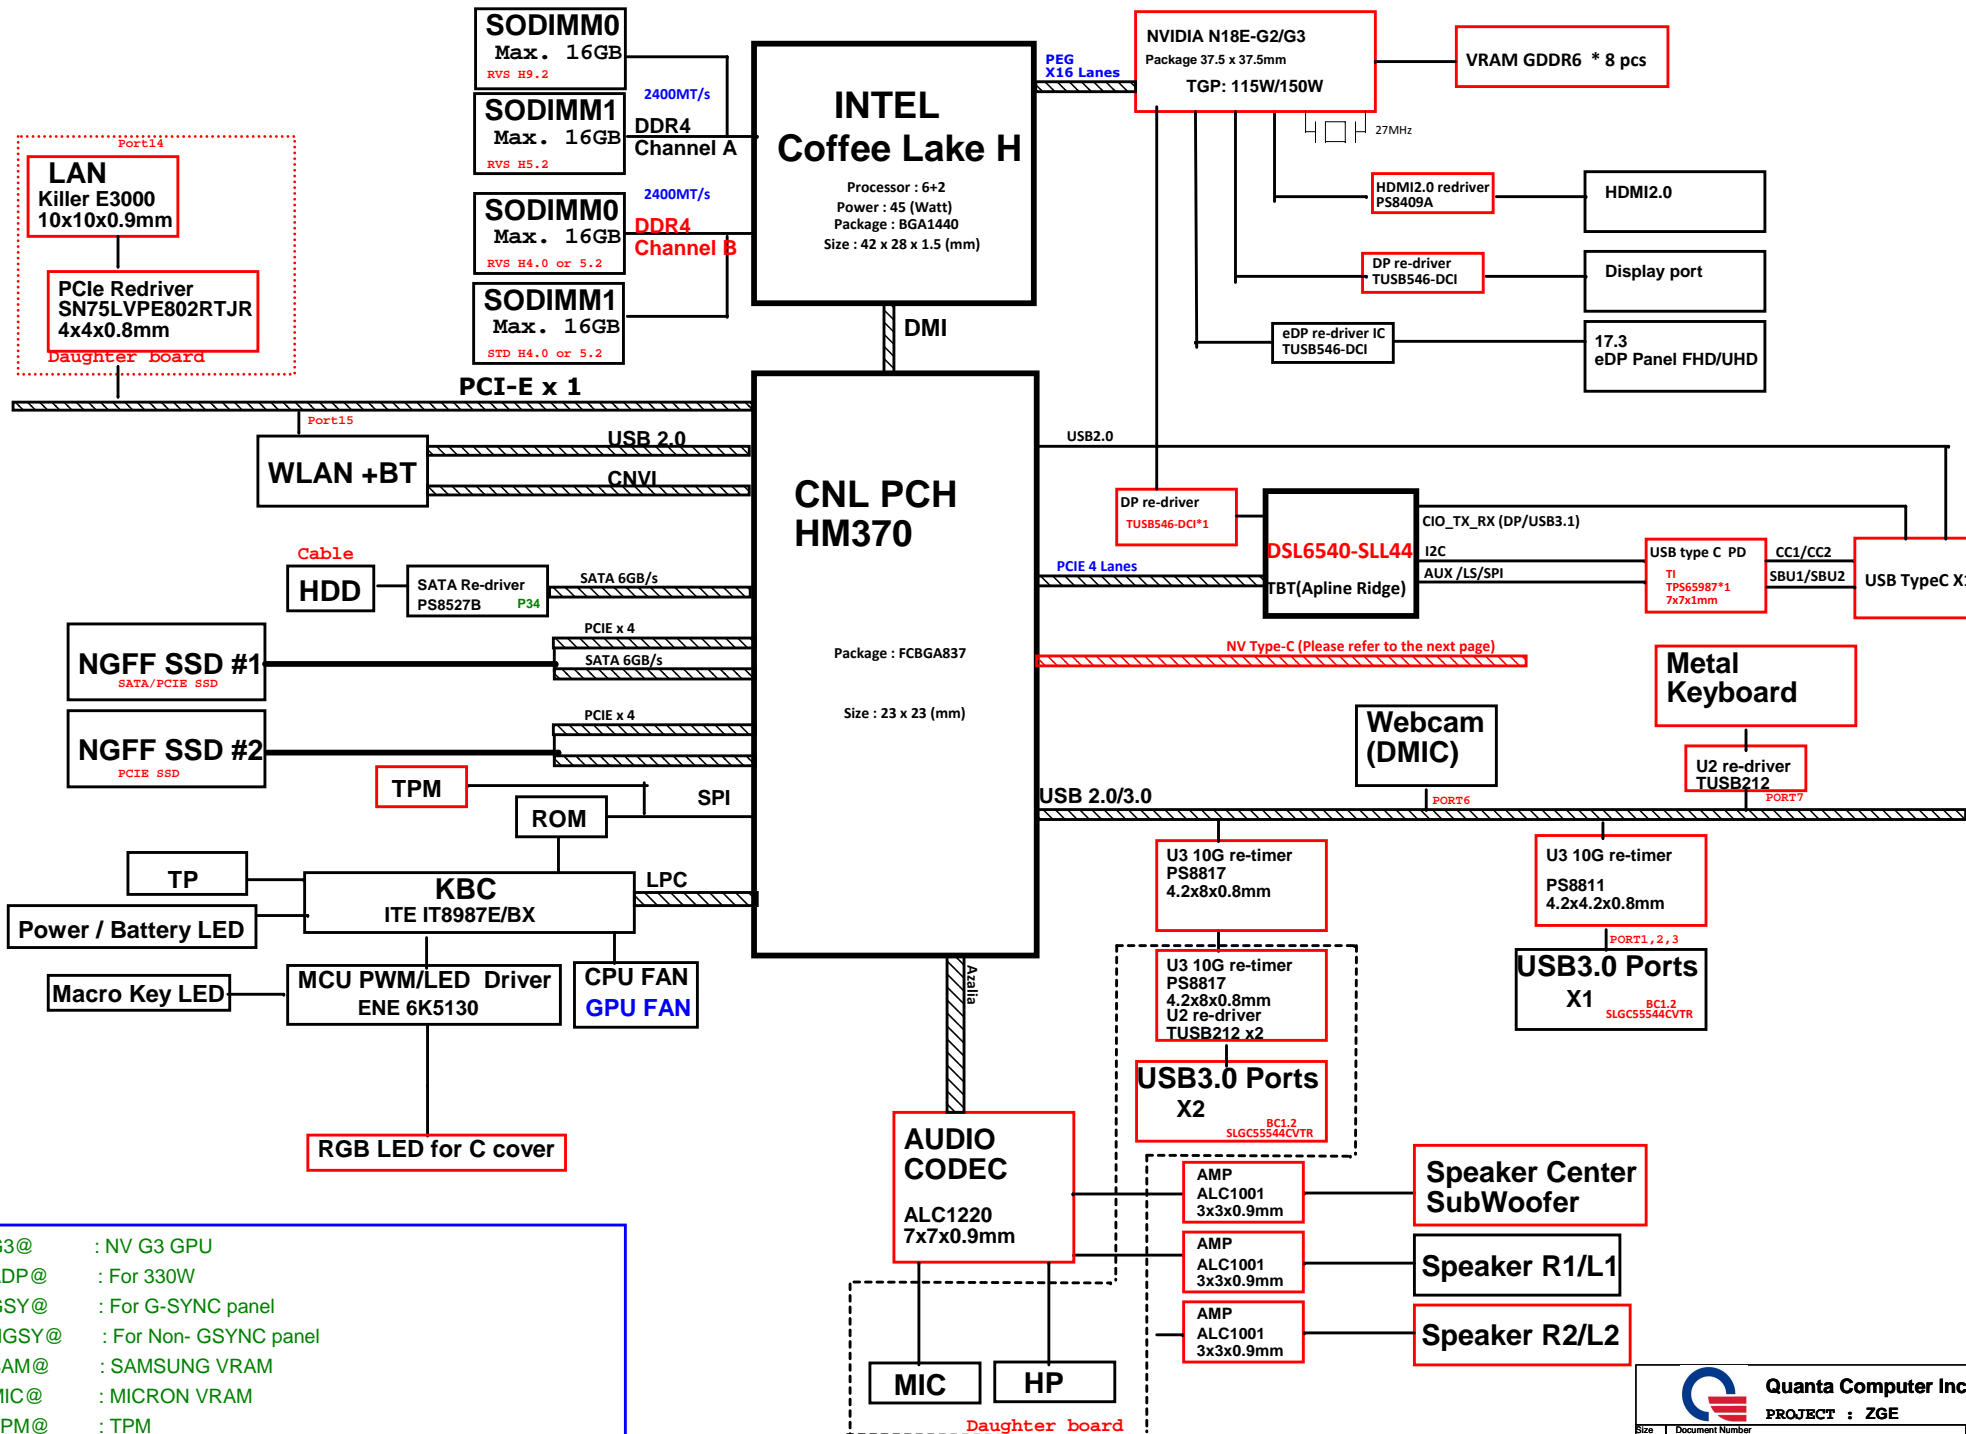 SODIMM0
Max. 16GB
RVS H9.2
SODIMM1
Max. 16GB
RVS H5.2
2400MT/s
DDR4
Channel A
SODIMM0
Max. 16GB
RVS H4.0 or 5.2
2400MT/s
DDR4
Channel B
SODIMM1
Max. 16GB
STD H4.0 or 5.2
INTEL
Coffee Lake H
Processor : 6+2
Power : 45 (Watt)
Package : BGA1440
Size : 42 x 28 x 1.5 (mm)
PEG
X16 Lanes
NVIDIA N18E-G2/G3
Package 37.5 x 37.5mm
TGP: 115W/150W
VRAM GDDR6 * 8 pcs
27MHz
HDMI2.0 redriver
PS8409A
HDMI2.0
DP re-driver
TUSB546-DCI
Display port
eDP re-driver IC
TUSB546-DCI
17.3
eDP Panel FHD/UHD
Port14
LAN
Killer E3000
10x10x0.9mm
PCIe Redriver
SN75LVPE802RTJR
4x4x0.8mm
Daughter board
DMI
PCI-E x 1
Port15
WLAN +BT
USB 2.0
CNVI
CNL PCH
HM370
Package : FCBGA837
Size : 23 x 23 (mm)
USB2.0
DP re-driver
TUSB546-DCI*1
DSL6540-SLL44
TBT(Apline Ridge)
PCIE 4 Lanes
CIO_TX_RX (DP/USB3.1)
I2C
AUX /LS/SPI
USB type C PD
TI
TPS65987*1
7x7x1mm
CC1/CC2
SBU1/SBU2
USB TypeC X1
Cable
HDD
SATA Re-driver
PS8527B
P34
SATA 6GB/s
NGFF SSD #1
SATA/PCIE SSD
PCIE x 4
SATA 6GB/s
NGFF SSD #2
PCIE SSD
PCIE x 4
NV Type-C (Please refer to the next page)
Metal
Keyboard
Webcam
(DMIC)
U2 re-driver
TUSB212
PORT6
PORT7
USB 2.0/3.0
TPM
SPI
ROM
TP
KBC
ITE IT8987E/BX
LPC
Power / Battery LED
Macro Key LED
MCU PWM/LED Driver
ENE 6K5130
CPU FAN
GPU FAN
RGB LED for C cover
U3 10G re-timer
PS8817
4.2x8x0.8mm
U3 10G re-timer
PS8817
4.2x8x0.8mm
U2 re-driver
TUSB212 x2
USB3.0 Ports
X2
BC1.2
SLGC55544CVTR
U3 10G re-timer
PS8811
4.2x4.2x0.8mm
PORT1,2,3
USB3.0 Ports
X1
BC1.2
SLGC55544CVTR
Azalia
AUDIO
CODEC
ALC1220
7x7x0.9mm
AMP
ALC1001
3x3x0.9mm
Speaker Center
SubWoofer
AMP
ALC1001
3x3x0.9mm
Speaker R1/L1
AMP
ALC1001
3x3x0.9mm
Speaker R2/L2
MIC
HP
Daughter board
G3@ : NV G3 GPU
ADP@ : For 330W
GSY@ : For G-SYNC panel
NGSY@ : For Non- GSYNC panel
SAM@ : SAMSUNG VRAM
MIC@ : MICRON VRAM
TPM@ : TPM
Quanta Computer Inc
PROJECT : ZGE
Size Document Number